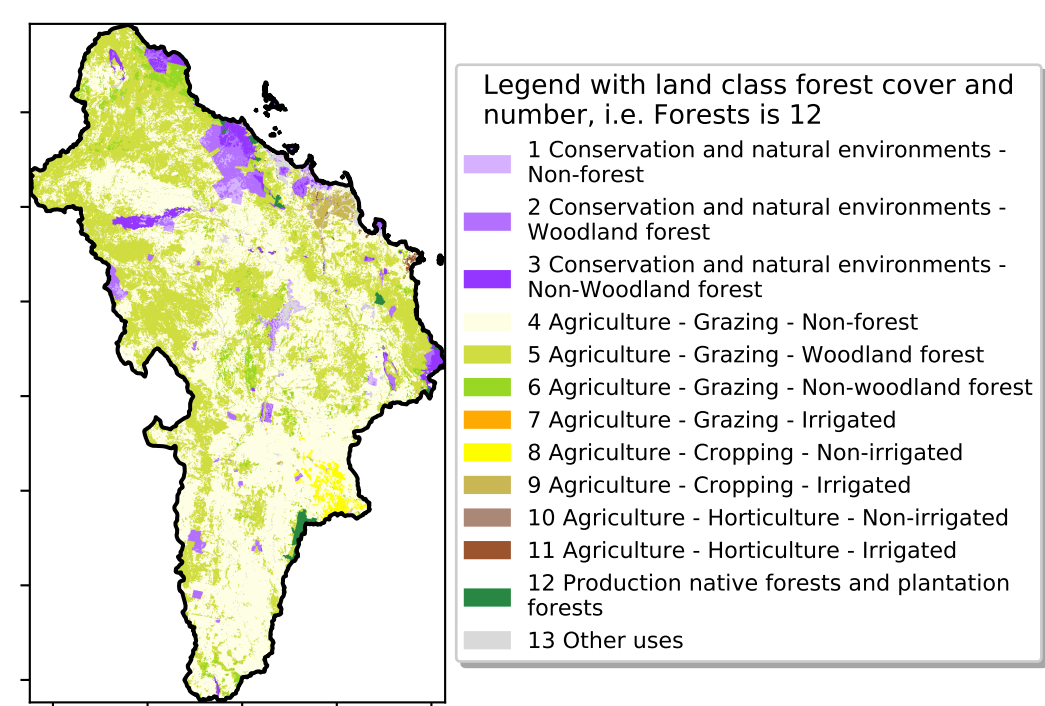 Legend with land class forest cover and
number, i.e. Forests is 12
1 Conservation and natural environments -
Non-forest
2 Conservation and natural environments -
Woodland forest
3 Conservation and natural environments -
Non-Woodland forest
4 Agriculture - Grazing - Non-forest
5 Agriculture - Grazing - Woodland forest
6 Agriculture - Grazing - Non-woodland forest
7 Agriculture - Grazing - Irrigated
8 Agriculture - Cropping - Non-irrigated
9 Agriculture - Cropping - Irrigated
10 Agriculture - Horticulture - Non-irrigated
11 Agriculture - Horticulture - Irrigated
12 Production native forests and plantation
forests
13 Other uses